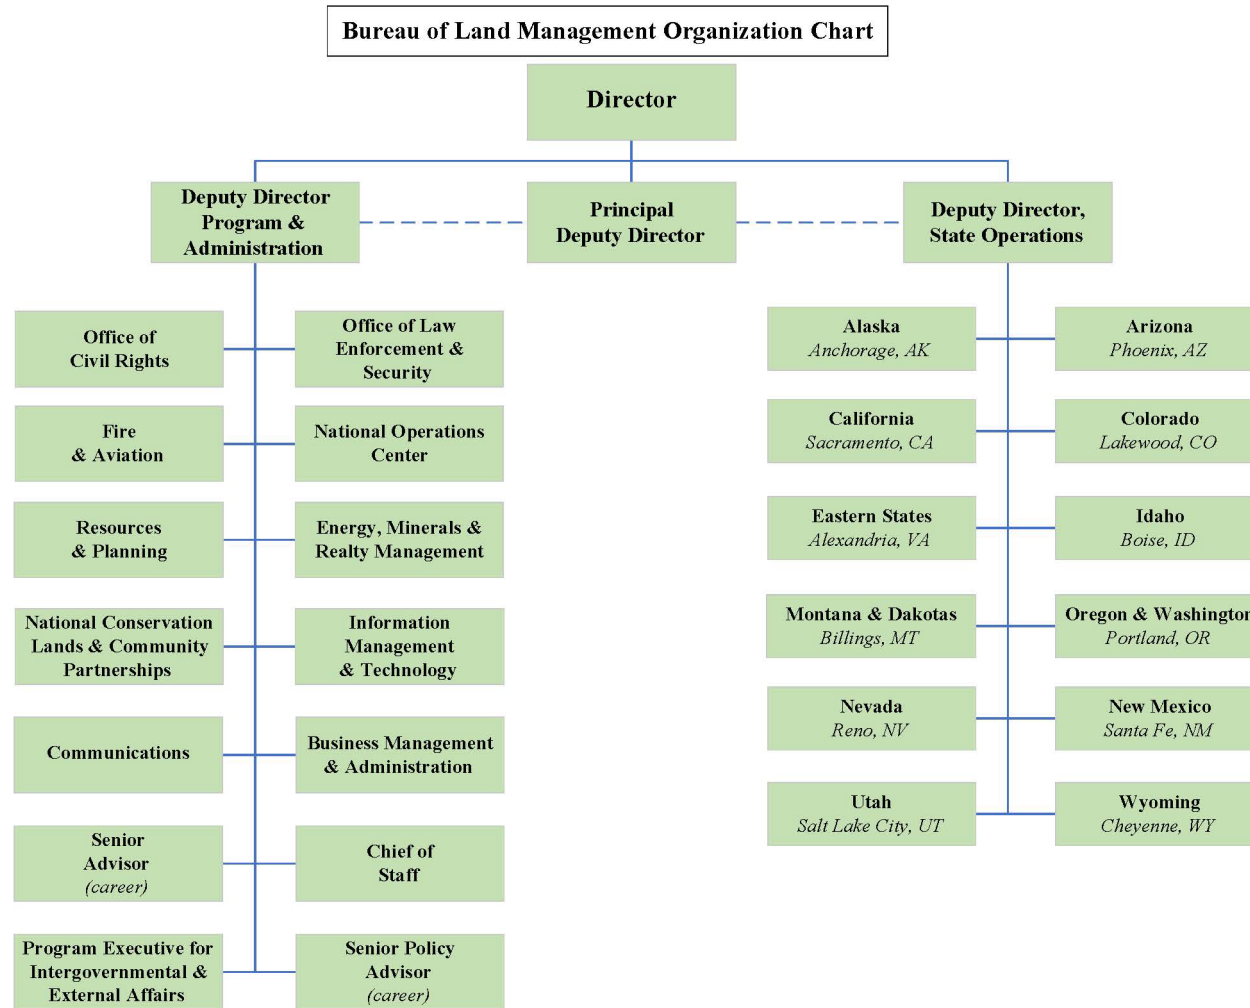 Bureau of Land Management Organization Chart
Director
Deputy Director
Program &
Administration
Principal
Deputy Director
Deputy Director,
State Operations
Office of
Civil Rights
Office of Law
Enforcement &
Security
Fire
& Aviation
National Operations
Center
Resources
& Planning
Energy, Minerals &
Realty Management
National Conservation
Lands & Community
Partnerships
Information
Management
& Technology
Communications
Business Management
& Administration
Senior
Advisor
(career)
Chief of
Staff
Program Executive for
Intergovernmental &
External Affairs
Senior Policy
Advisor
(career)
Alaska
Anchorage, AK
Arizona
Phoenix, AZ
California
Sacramento, CA
Colorado
Lakewood, CO
Eastern States
Alexandria, VA
Idaho
Boise, ID
Montana & Dakotas
Billings, MT
Oregon & Washington
Portland, OR
Nevada
Reno, NV
New Mexico
Santa Fe, NM
Utah
Salt Lake City, UT
Wyoming
Cheyenne, WY